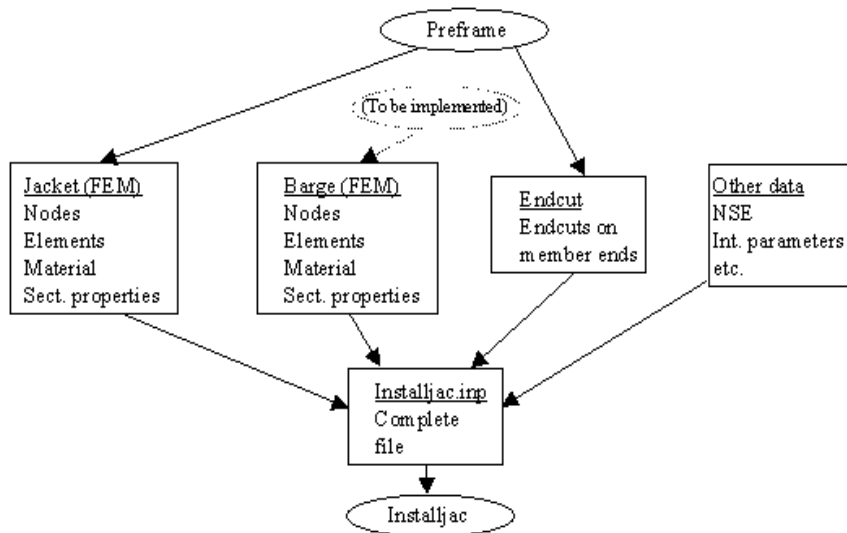 Preframe
(To be implemented)
Jacket (FEM)
Nodes
Elements
Material
Sect. properties
Barge (FEM)
Nodes
Elements
Material
Sect. properties
Endcut
Endcuts on
member ends
Other data
NSE
Int. parameters
etc.
Installjac.inp
Complete
file
Installjac